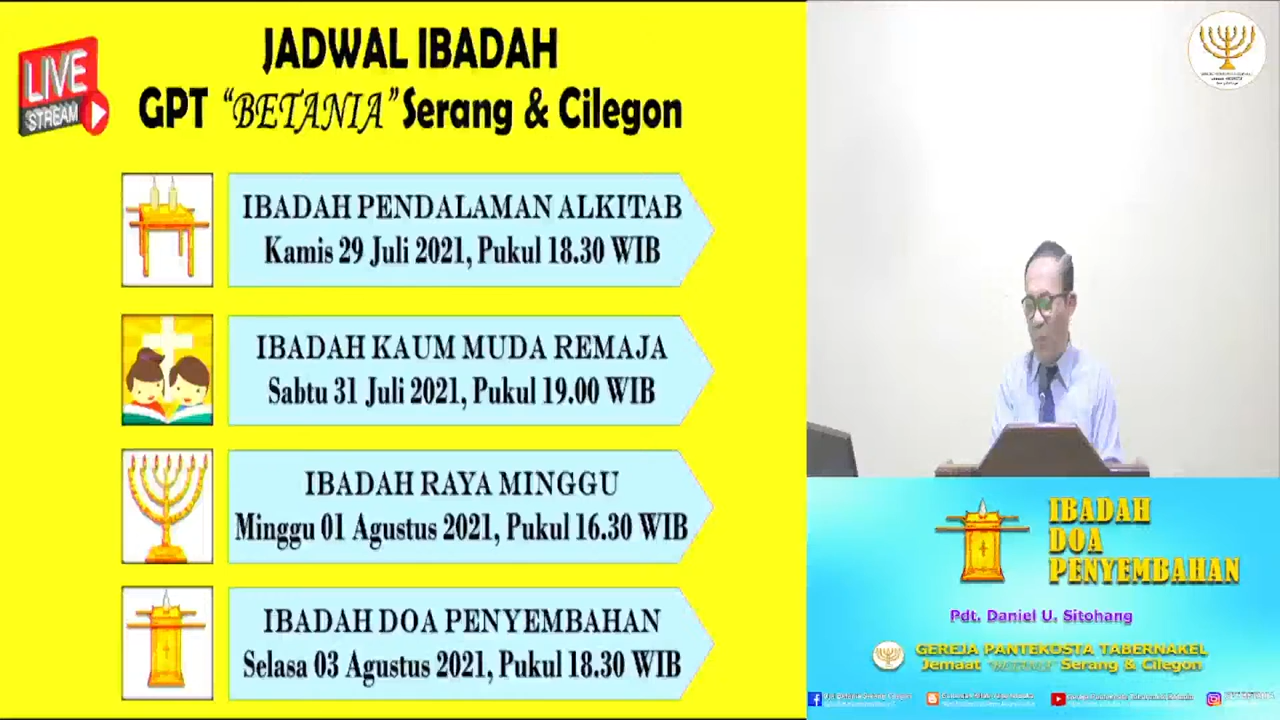 LIVE
STREAM
JADWAL IBADAH
GPT "BETANIA" Serang & Cilegon
IBADAH PENDALAMAN ALKITAB
Kamis 29 Juli 2021, Pukul 18.30 WIB
IBADAH KAUM MUDA REMAJA
Sabtu 31 Juli 2021, Pukul 19.00 WIB
IBADAH RAYA MINGGU
Minggu 01 Agustus 2021, Pukul 16.30 WIB
IBADAH DOA PENYEMBAHAN
Selasa 03 Agustus 2021, Pukul 18.30 WIB
IBADAH
DOA
PENYEMBAHAN
Pdt. Daniel U. Sitohang
GEREJA PANTEKOSTA TABERNAKEL
Jemaat "BETANIA" Serang & Cilegon